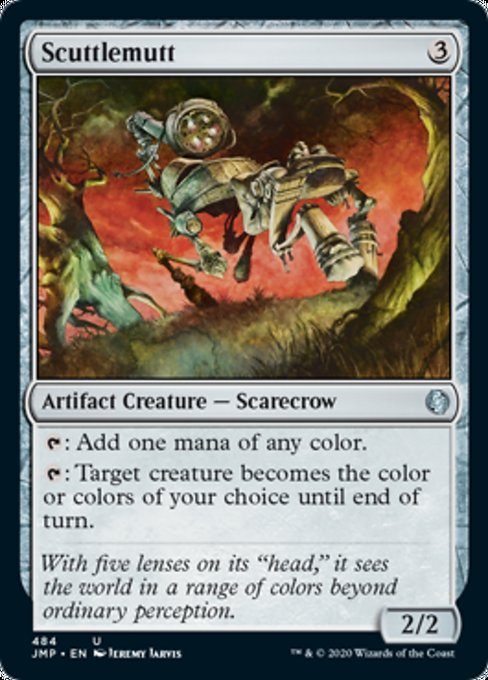 Scuttlemutt 3
Artifact Creature — Scarecrow
: Add one mana of any color.
: Target creature becomes the color
or colors of your choice until end of
turn.
With five lenses on its “head,” it sees
the world in a range of colors beyond
ordinary perception.
2/2
484 U
JMP • EN Jeremy Jarvis
™ & © 2020 Wizards of the Coast